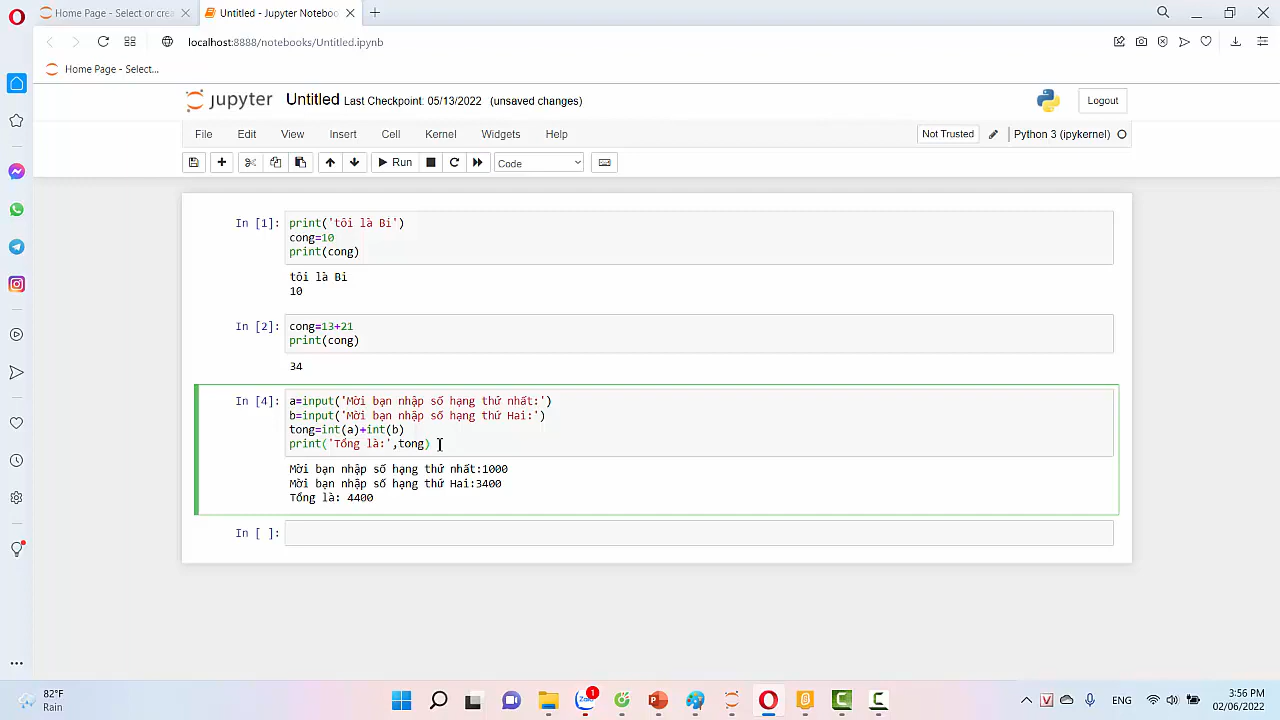 Home Page - Select or crea
Untitled - Jupyter Noteboo
localhost:8888/notebooks/Untitled.ipynb
Home Page - Select...
jupyter Untitled Last Checkpoint: 05/13/2022 (unsaved changes)
Logout
File Edit View Insert Cell Kernel Widgets Help
Not Trusted Python 3 (ipykernel)
Run Code
In [1]: print('tôi là Bi')
cong=10
print(cong)
tôi là Bi
10
In [2]: cong=13+21
print(cong)
34
In [4]: a=input('Mời bạn nhập số hạng thứ nhất:')
b=input('Mời bạn nhập số hạng thứ Hai:')
tong=int(a)+int(b)
print('Tổng là:',tong)
Mời bạn nhập số hạng thứ nhất:1000
Mời bạn nhập số hạng thứ Hai:3400
Tổng là: 4400
In [ ]:
82°F
Rain
Zalo
1
V
ENG
3:56 PM
02/06/2022